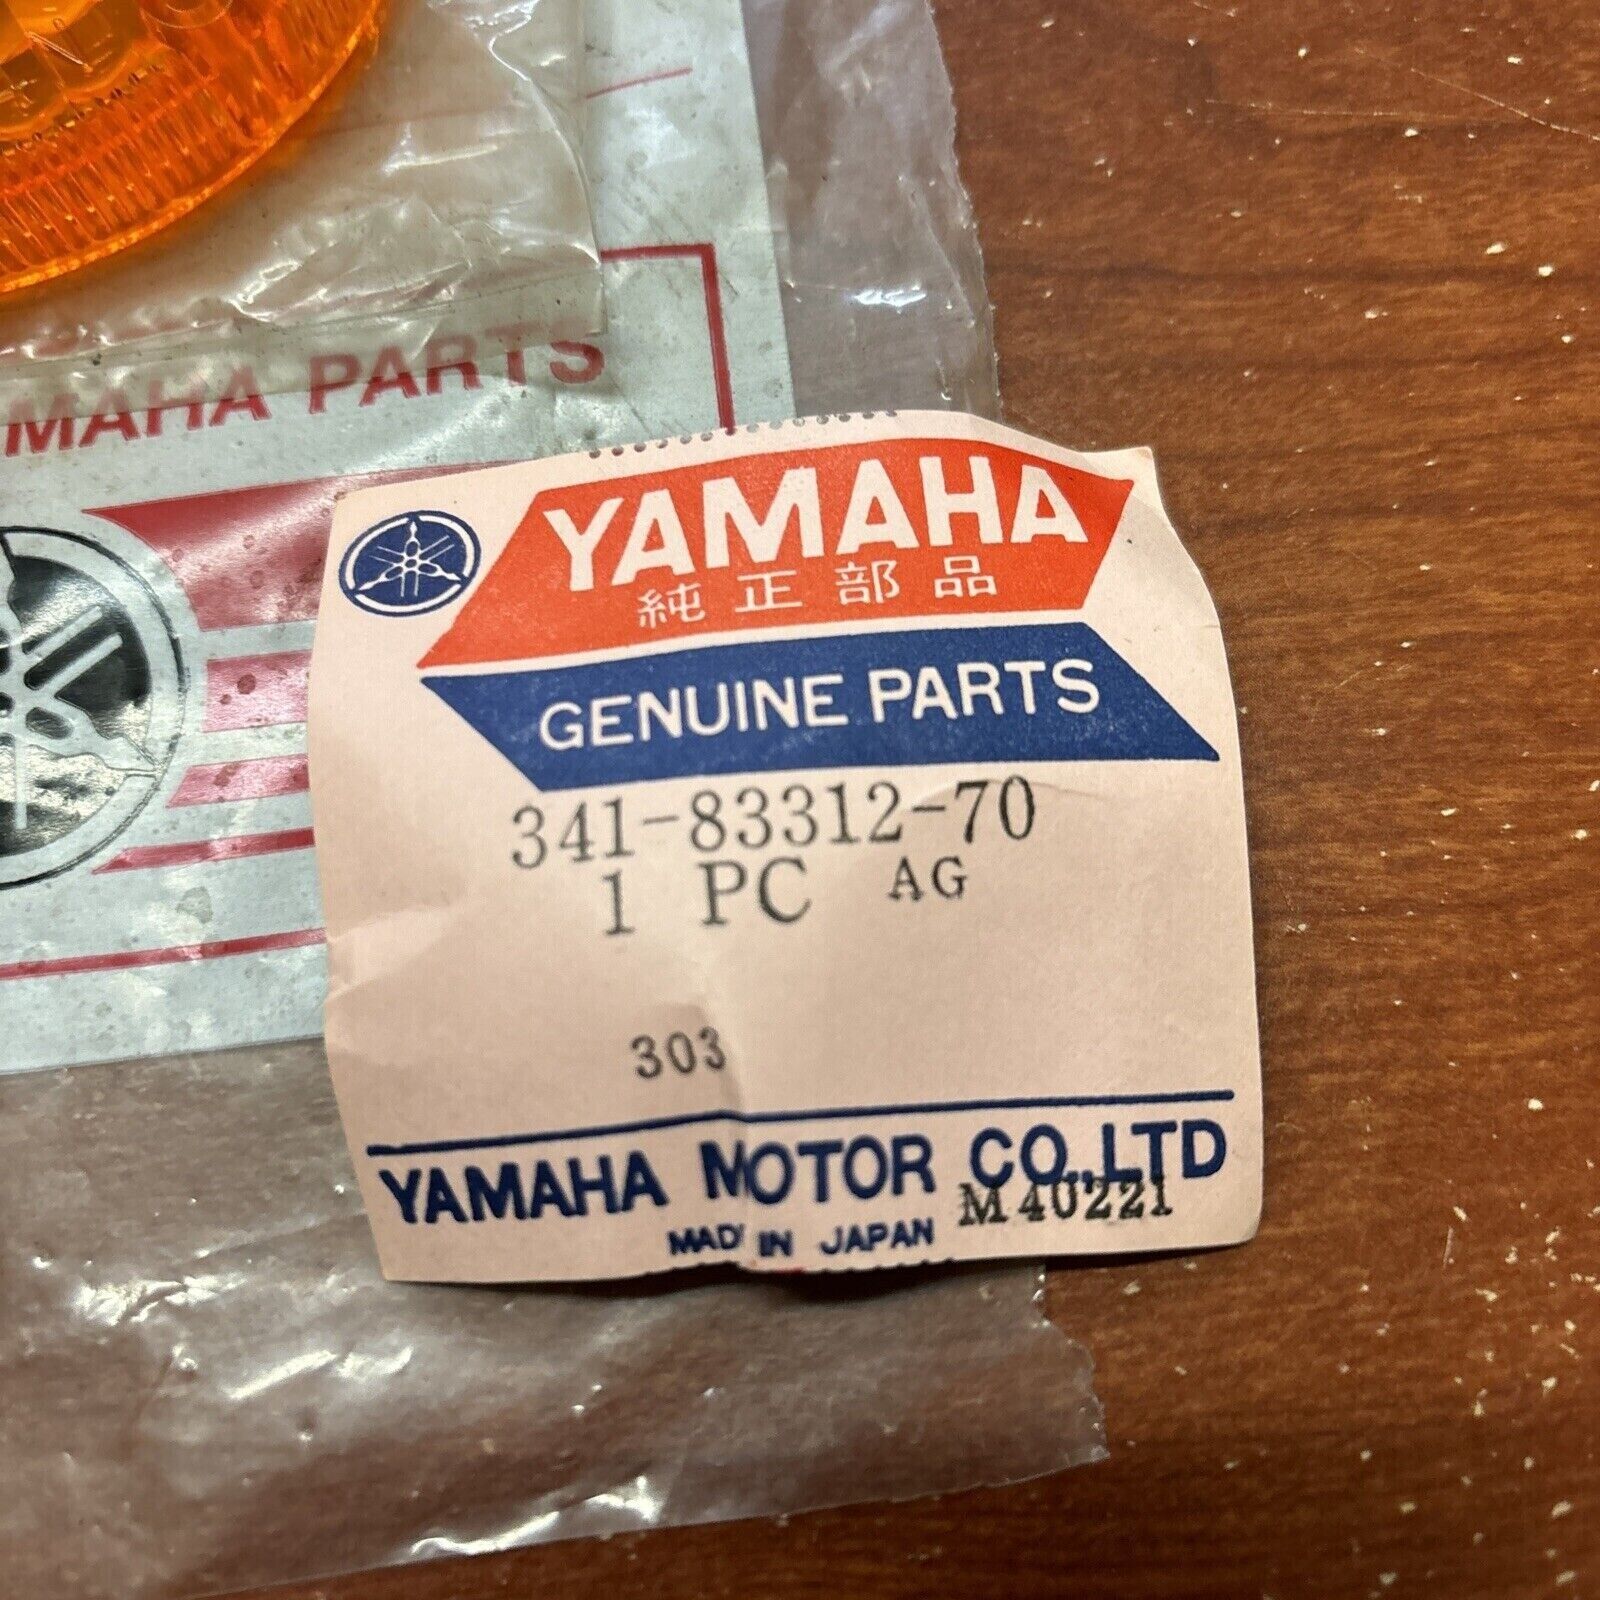 MAHA PARTS
YAMAHA
純正部品
GENUINE PARTS
341-83312-70
1 PC AG
303
YAMAHA MOTOR CO.,LTD
M40221
MAD IN JAPAN